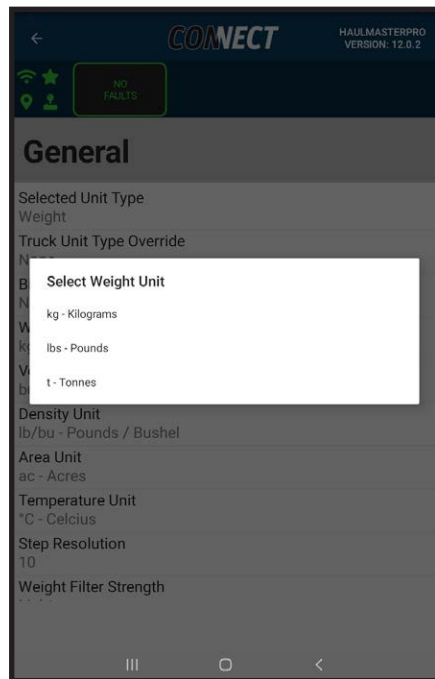 CONNECT
HAULMASTERPRO
VERSION: 12.0.2
NO
FAULTS
General
Selected Unit Type
Weight
Truck Unit Type Override
Select Weight Unit
kg - Kilograms
lbs - Pounds
t - Tonnes
Density Unit
lb/bu - Pounds / Bushel
Area Unit
ac - Acres
Temperature Unit
°C - Celcius
Step Resolution
10
Weight Filter Strength